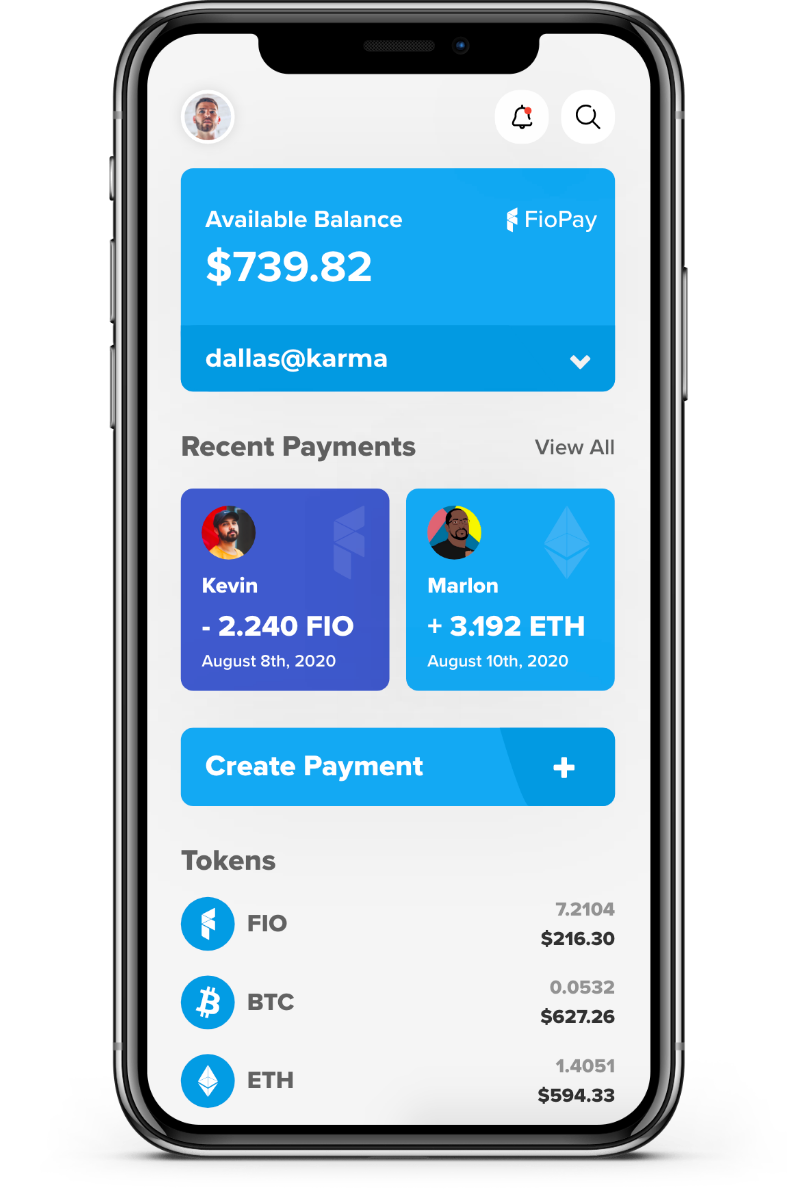 Available Balance
FioPay
$739.82
dallas@karma
Recent Payments
View All
Kevin
- 2.240 FIO
August 8th, 2020
Marlon
+ 3.192 ETH
August 10th, 2020
Create Payment
+
Tokens
FIO
7.2104
$216.30
BTC
0.0532
$627.26
ETH
1.4051
$594.33